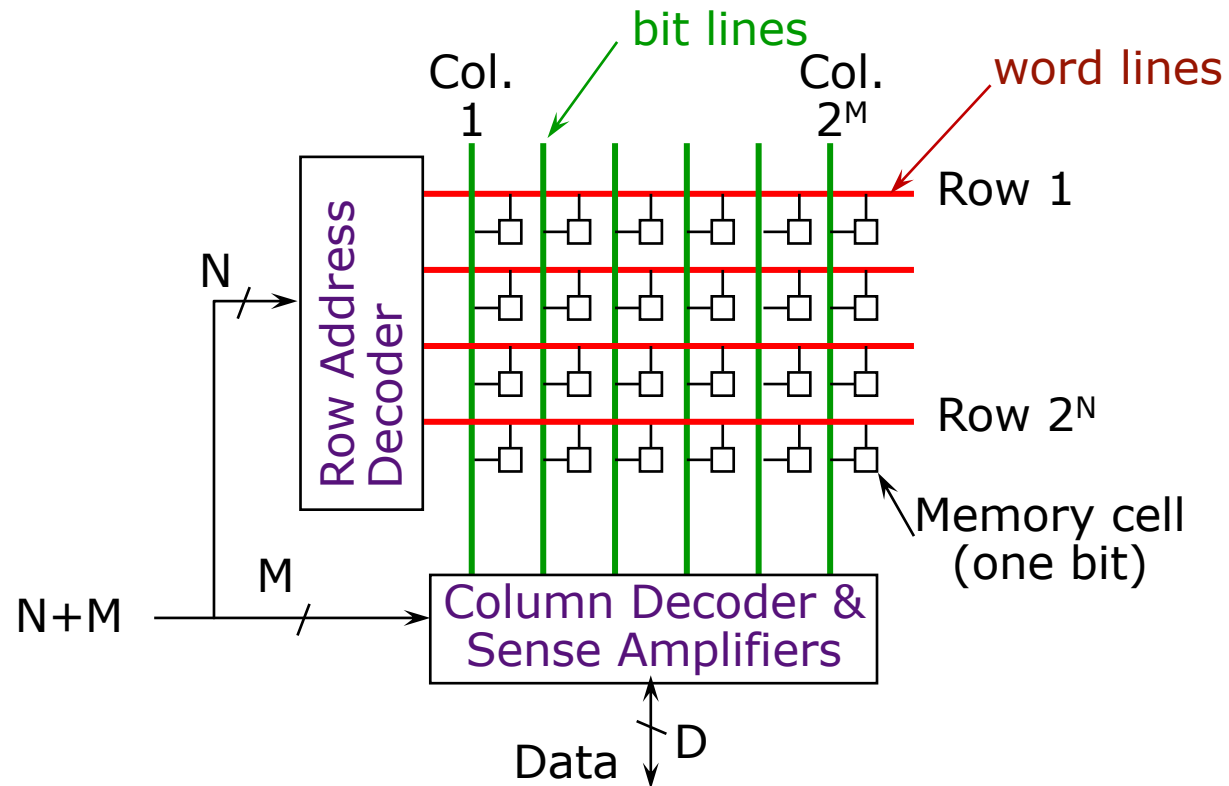 bit lines
Col.
1
Col.
2ᴹ
word lines
Row 1
N
Row Address
Decoder
Row 2ᴺ
Memory cell
(one bit)
M
N+M
Column Decoder &
Sense Amplifiers
D
Data